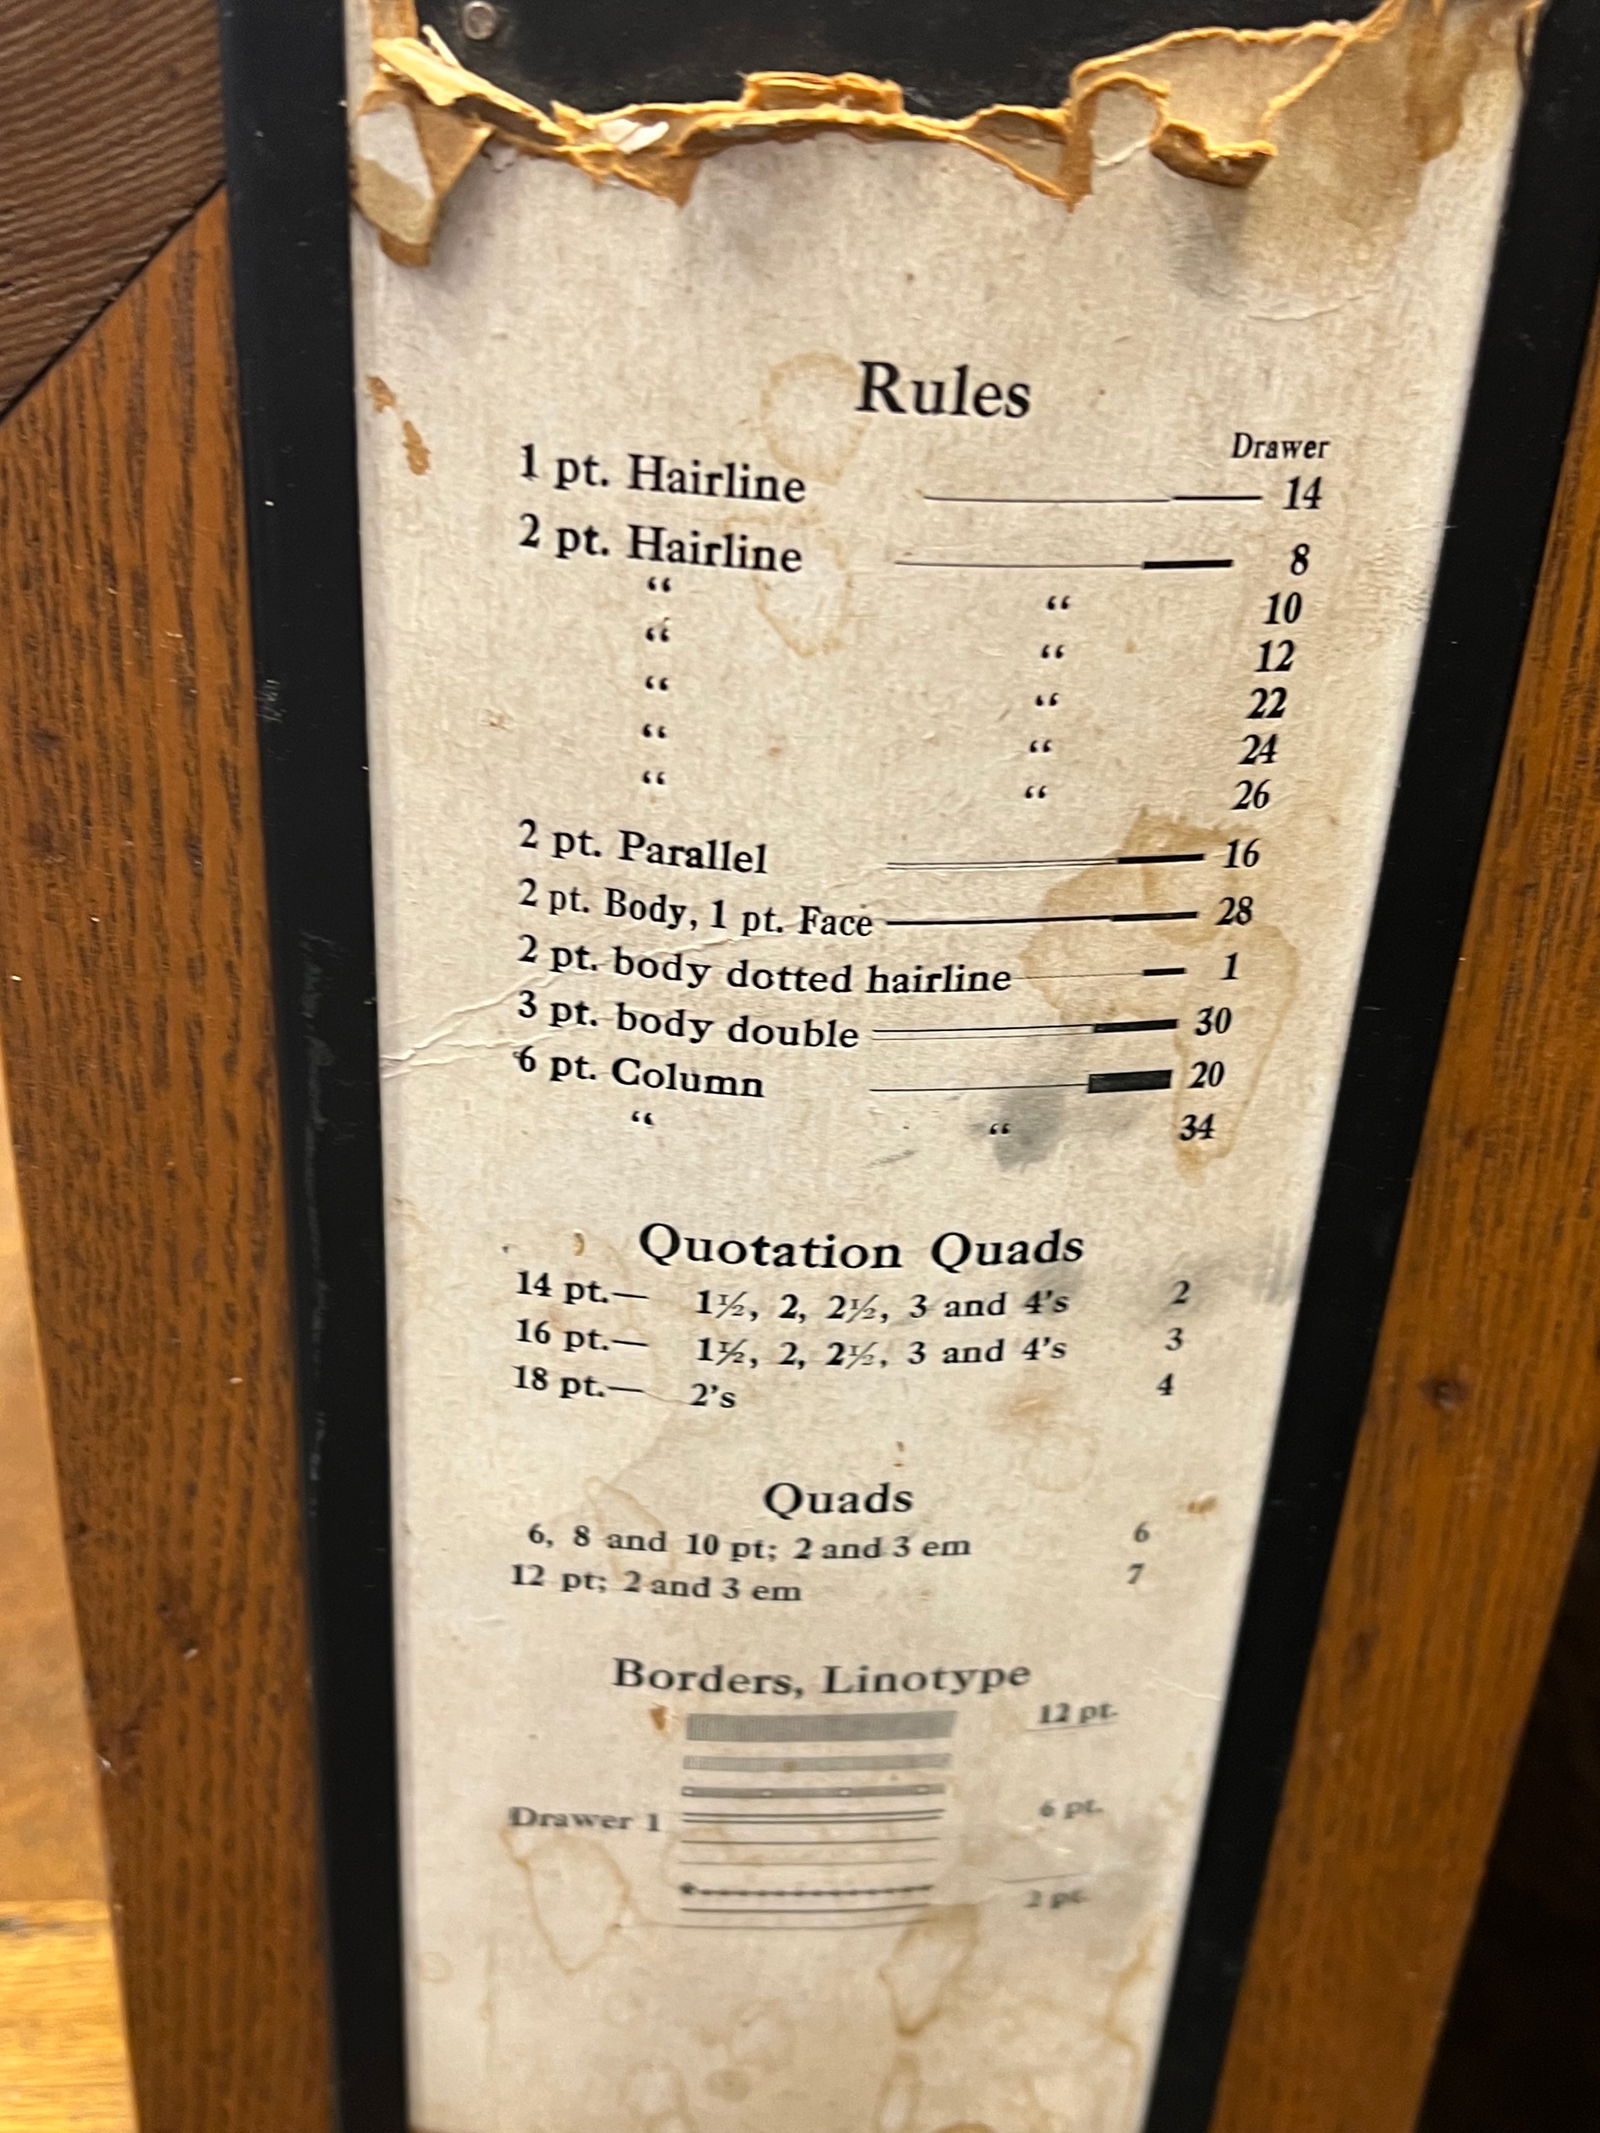 Rules
Drawer
1 pt. Hairline 14
2 pt. Hairline 8
“ “ 10
“ “ 12
“ “ 22
“ “ 24
“ “ 26
2 pt. Parallel 16
2 pt. Body, 1 pt. Face 28
2 pt. body dotted hairline 1
3 pt. body double 30
6 pt. Column 20
“ “ 34
Quotation Quads
14 pt.— 1½, 2, 2½, 3 and 4's 2
16 pt.— 1½, 2, 2½, 3 and 4's 3
18 pt.— 2's 4
Quads
6, 8 and 10 pt; 2 and 3 em 6
12 pt; 2 and 3 em 7
Borders, Linotype
12 pt.
Drawer 1 6 pt.
2 pt.